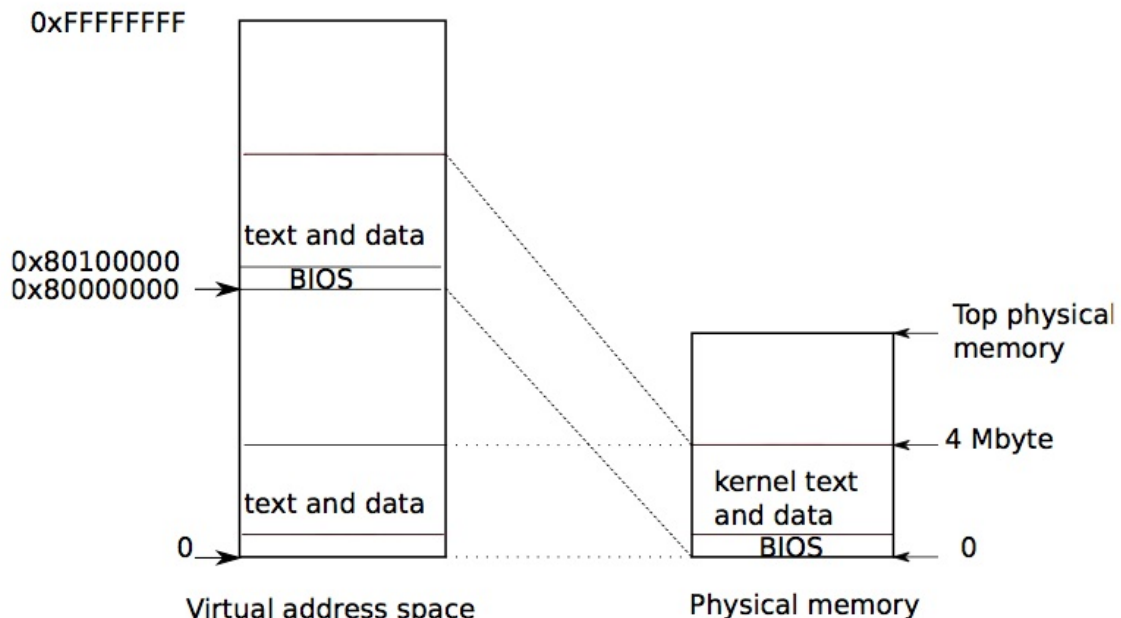 0xFFFFFFFF
text and data
0x80100000
BIOS
0x80000000
Top physical
memory
4 Mbyte
text and data
kernel text
and data
0
BIOS
0
Virtual address space
Physical memory